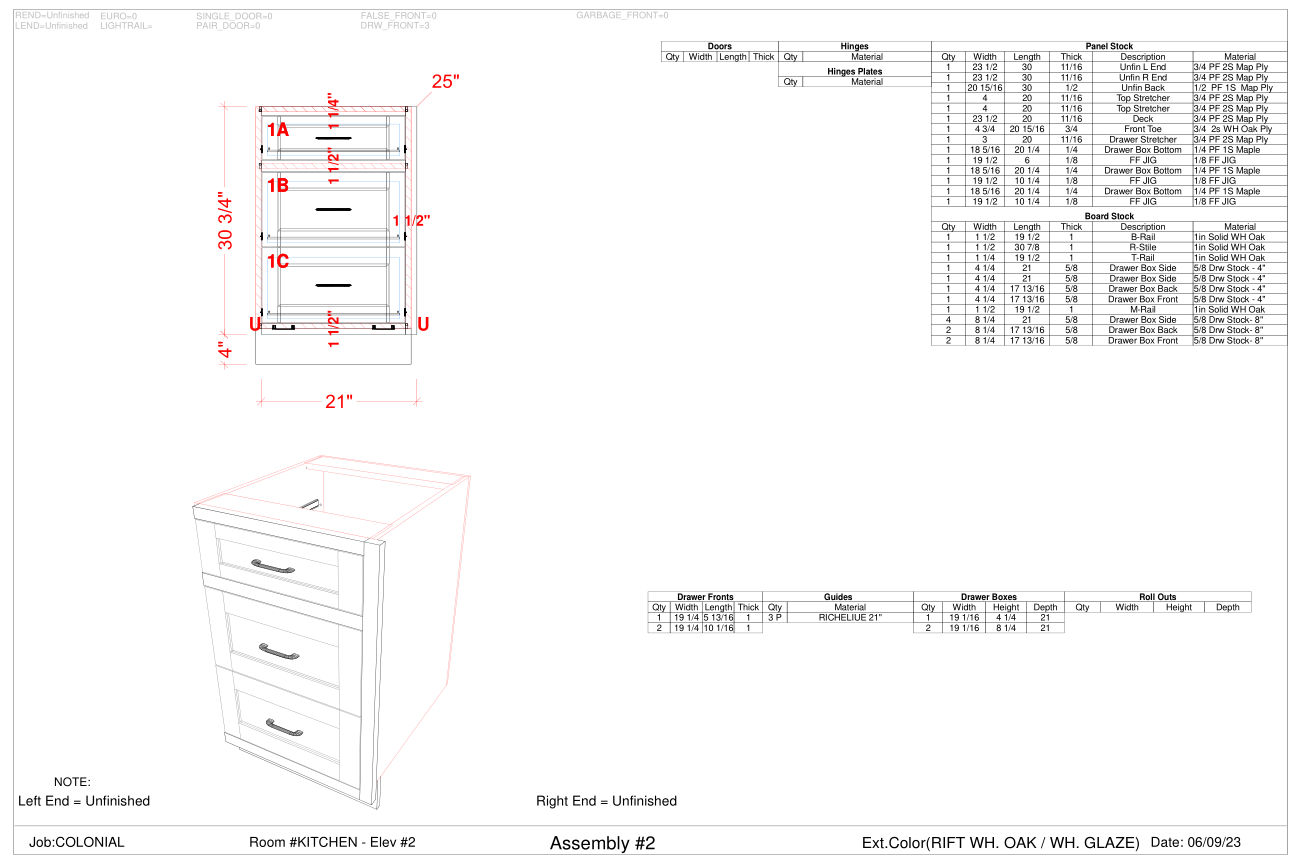 REND=Unfinished EURO=0 SINGLE_DOOR=0 FALSE_FRONT=0 GARBAGE_FRONT=0
LEND=Unfinished LIGHTRAIL= PAIR_DOOR=0 DRW_FRONT=3
25"
1 1/4"
1A
1 1/2"
1B
1 1/2"
30 3/4"
1C
U
U
1 1/2"
4"
21"
Doors
Qty Width Length Thick
Hinges
Qty Material
Hinges Plates
Qty Material
Panel Stock
Qty Width Length Thick Description Material
1 23 1/2 30 11/16 Unfin L End 3/4 PF 2S Map Ply
1 23 1/2 30 11/16 Unfin R End 3/4 PF 2S Map Ply
1 20 15/16 30 1/2 Unfin Back 1/2 PF 1S Map Ply
1 4 20 11/16 Top Stretcher 3/4 PF 2S Map Ply
1 4 20 11/16 Top Stretcher 3/4 PF 2S Map Ply
1 23 1/2 20 11/16 Deck 3/4 PF 2S Map Ply
1 4 3/4 20 15/16 3/4 Front Toe 3/4 2s WH Oak Ply
1 3 20 11/16 Drawer Stretcher 3/4 PF 2S Map Ply
1 18 5/16 20 1/4 1/4 Drawer Box Bottom 1/4 PF 1S Maple
1 19 1/2 6 1/8 FF JIG 1/8 FF JIG
1 18 5/16 20 1/4 1/4 Drawer Box Bottom 1/4 PF 1S Maple
1 19 1/2 10 1/4 1/8 FF JIG 1/8 FF JIG
1 18 5/16 20 1/4 1/4 Drawer Box Bottom 1/4 PF 1S Maple
1 19 1/2 10 1/4 1/8 FF JIG 1/8 FF JIG
Board Stock
Qty Width Length Thick Description Material
1 1 1/2 19 1/2 1 B-Rail 1in Solid WH Oak
1 1 1/2 30 7/8 1 R-Stile 1in Solid WH Oak
1 1 1/4 19 1/2 1 T-Rail 1in Solid WH Oak
1 4 1/4 21 5/8 Drawer Box Side 5/8 Drw Stock - 4"
1 4 1/4 21 5/8 Drawer Box Side 5/8 Drw Stock - 4"
1 4 1/4 17 13/16 5/8 Drawer Box Back 5/8 Drw Stock - 4"
1 4 1/4 17 13/16 5/8 Drawer Box Front 5/8 Drw Stock - 4"
1 1 1/2 19 1/2 1 M-Rail 1in Solid WH Oak
4 8 1/4 21 5/8 Drawer Box Side 5/8 Drw Stock- 8"
2 8 1/4 17 13/16 5/8 Drawer Box Back 5/8 Drw Stock- 8"
2 8 1/4 17 13/16 5/8 Drawer Box Front 5/8 Drw Stock- 8"
Drawer Fronts Guides Drawer Boxes Roll Outs
Qty Width Length Thick Qty Material Qty Width Height Depth Qty Width Height Depth
1 19 1/4 5 13/16 1 3 P RICHELIUE 21" 1 19 1/16 4 1/4 21
2 19 1/4 10 1/16 1 2 19 1/16 8 1/4 21
NOTE:
Left End = Unfinished Right End = Unfinished
Job:COLONIAL Room #KITCHEN - Elev #2 Assembly #2 Ext.Color(RIFT WH. OAK / WH. GLAZE) Date: 06/09/23